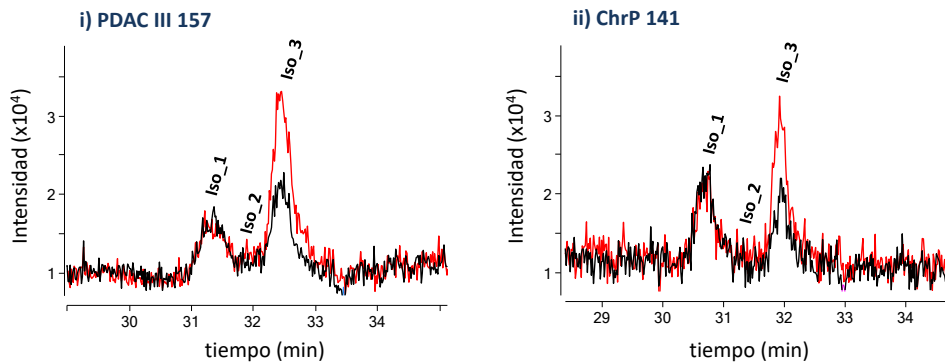 i) PDAC III 157
Intensidad (x10⁴)
3
2
1
Iso_1
Iso_2
Iso_3
30
31
32
33
34
tiempo (min)
ii) ChrP 141
Intensidad (x10⁴)
3
2
1
Iso_1
Iso_2
Iso_3
29
30
31
32
33
34
tiempo (min)